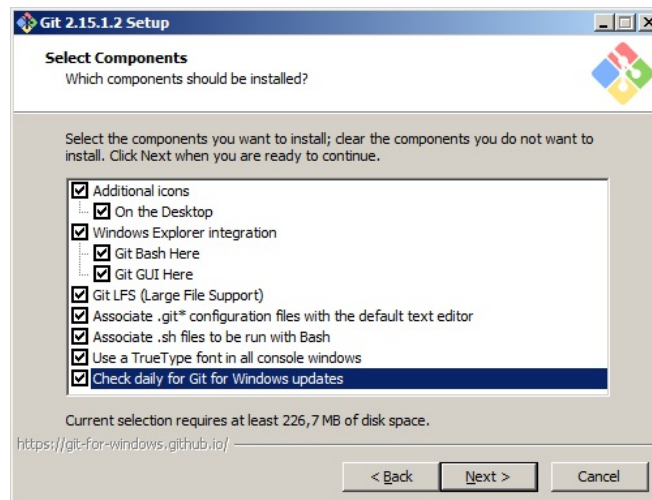 Git 2.15.1.2 Setup
Select Components
Which components should be installed?
Select the components you want to install; clear the components you do not want to
install. Click Next when you are ready to continue.
Additional icons
On the Desktop
Windows Explorer integration
Git Bash Here
Git GUI Here
Git LFS (Large File Support)
Associate .git* configuration files with the default text editor
Associate .sh files to be run with Bash
Use a TrueType font in all console windows
Check daily for Git for Windows updates
Current selection requires at least 226,7 MB of disk space.
https://git-for-windows.github.io/
< Back Next > Cancel